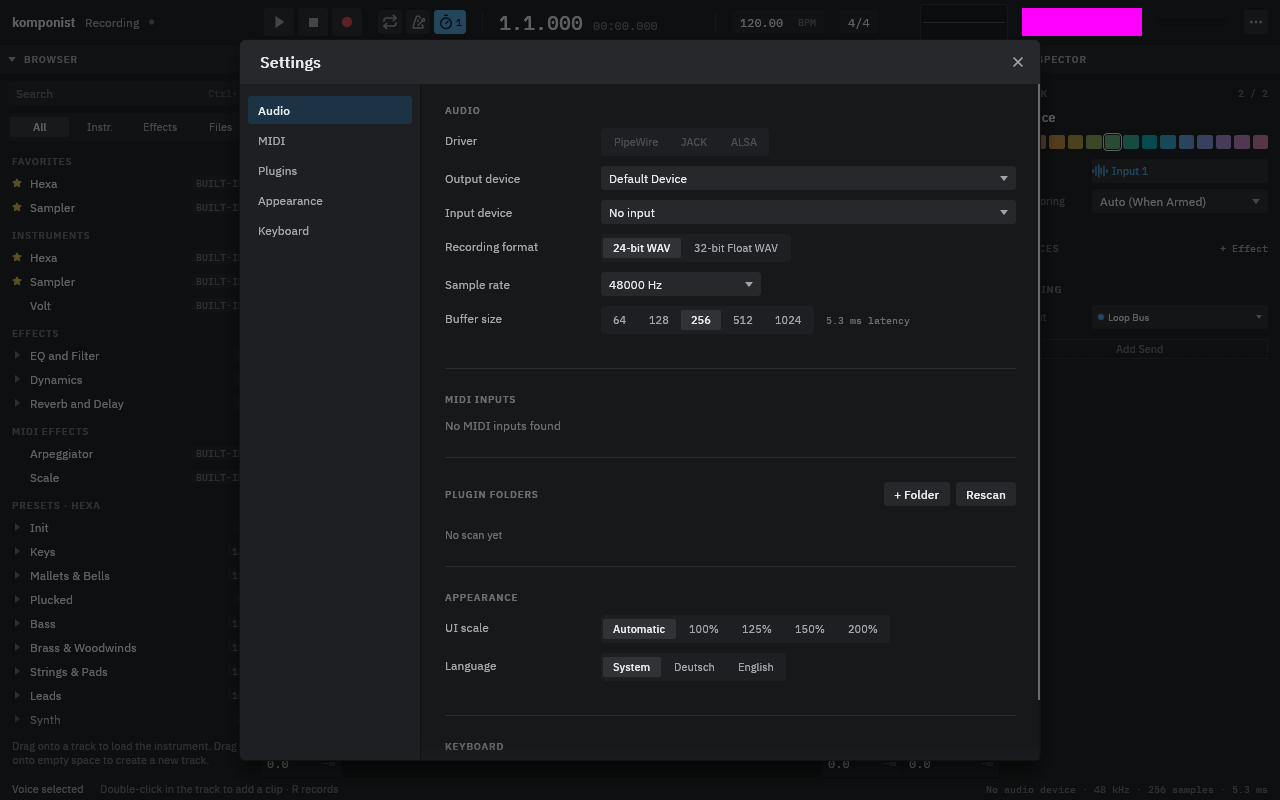 komponist Recording
1
1.1.000 00:00.000
120.00 BPM
4/4
BROWSER
Search
All Instr. Effects Files
FAVORITES
Hexa
Sampler
INSTRUMENTS
Hexa
Sampler
Volt
EFFECTS
EQ and Filter
Dynamics
Reverb and Delay
MIDI EFFECTS
Arpeggiator
Scale
PRESETS · HEXA
Init
Keys
Mallets & Bells
Plucked
Bass
Brass & Woodwinds
Strings & Pads
Leads
Synth
Drag onto a track to load the instrument. Drag
onto empty space to create a new track.
Settings
Audio
MIDI
Plugins
Appearance
Keyboard
AUDIO
Driver PipeWire JACK ALSA
Output device Default Device
Input device No input
Recording format 24-bit WAV 32-bit Float WAV
Sample rate 48000 Hz
Buffer size 64 128 256 512 1024 5.3 ms latency
MIDI INPUTS
No MIDI inputs found
PLUGIN FOLDERS + Folder Rescan
No scan yet
APPEARANCE
UI scale Automatic 100% 125% 150% 200%
Language System Deutsch English
KEYBOARD
2 / 2
Input 1
Auto (When Armed)
+ Effect
Loop Bus
Add Send
0.0
0.0
0.0
Voice selected Double-click in the track to add a clip · R records
No audio device · 48 kHz · 256 samples · 5.3 ms